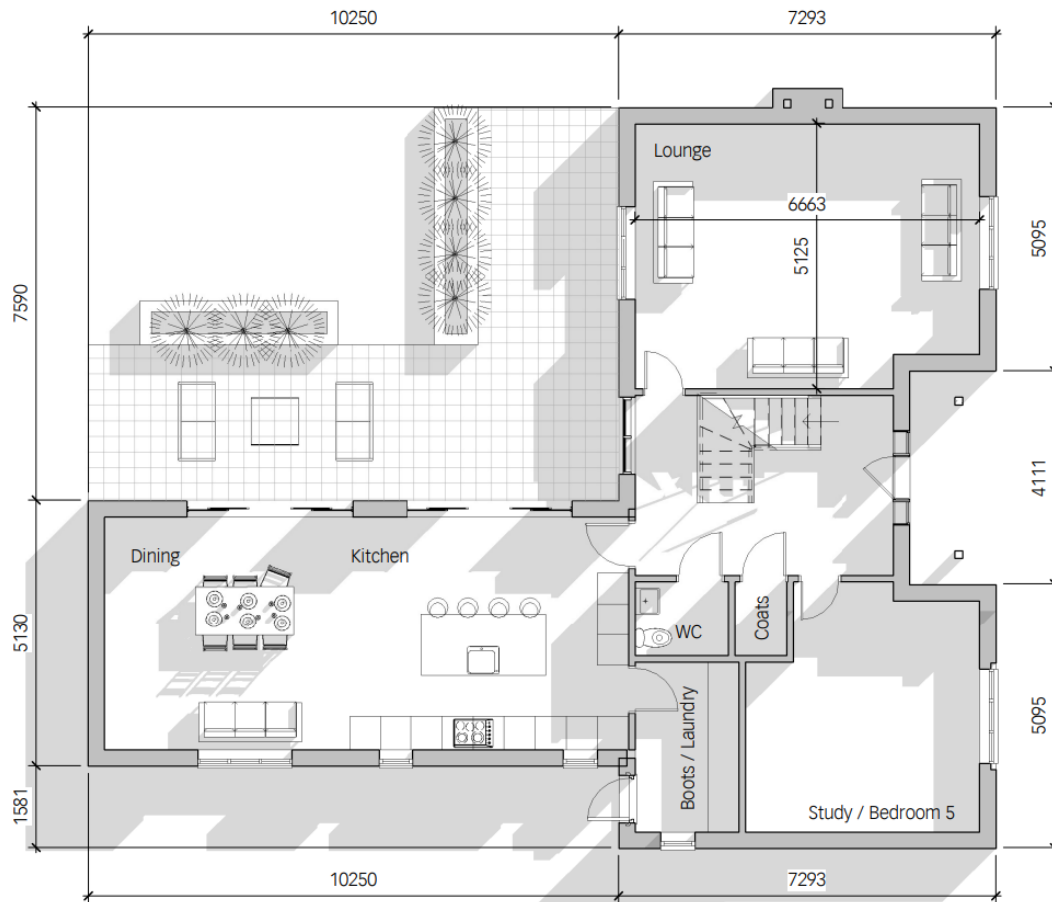 10250
7293
Lounge
6663
5125
5095
7590
4111
Dining
Kitchen
WC
Coats
5130
5095
Boots / Laundry
Study / Bedroom 5
1581
10250
7293